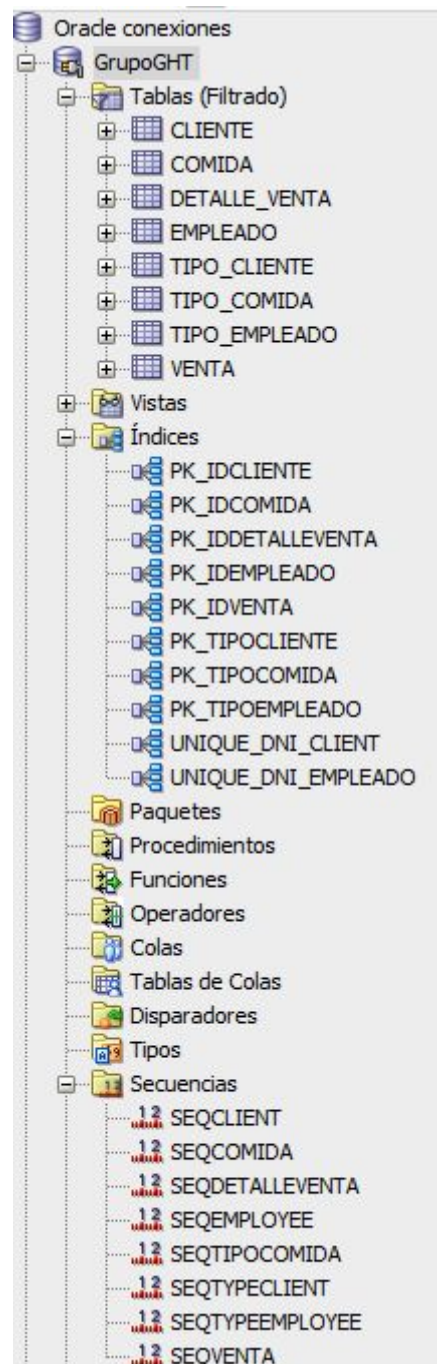 Oracle conexiones
GrupoGHT
Tablas (Filtrado)
CLIENTE
COMIDA
DETALLE_VENTA
EMPLEADO
TIPO_CLIENTE
TIPO_COMIDA
TIPO_EMPLEADO
VENTA
Vistas
Índices
PK_IDCLIENTE
PK_IDCOMIDA
PK_IDDETALLEVENTA
PK_IDEMPLEADO
PK_IDVENTA
PK_TIPOCLIENTE
PK_TIPOCOMIDA
PK_TIPOEMPLEADO
UNIQUE_DNI_CLIENT
UNIQUE_DNI_EMPLEADO
Paquetes
Procedimientos
Funciones
Operadores
Colas
Tablas de Colas
Disparadores
Tipos
Secuencias
SEQCLIENT
SEQCOMIDA
SEQDETALLEVENTA
SEQEMPLOYEE
SEQTIPOCOMIDA
SEQTYPECLIENT
SEQTYPEEMPLOYEE
SEQVENTA